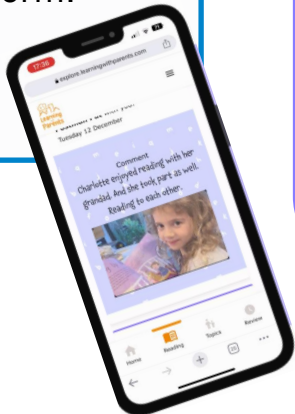 17:36
explore.learningwithparents.com
Learning
with
Parents
Tuesday 12 December
Comment
Charlotte enjoyed reading with her
grandad. And she took part as well.
Reading to each other.
Home
Reading
Topics
Review